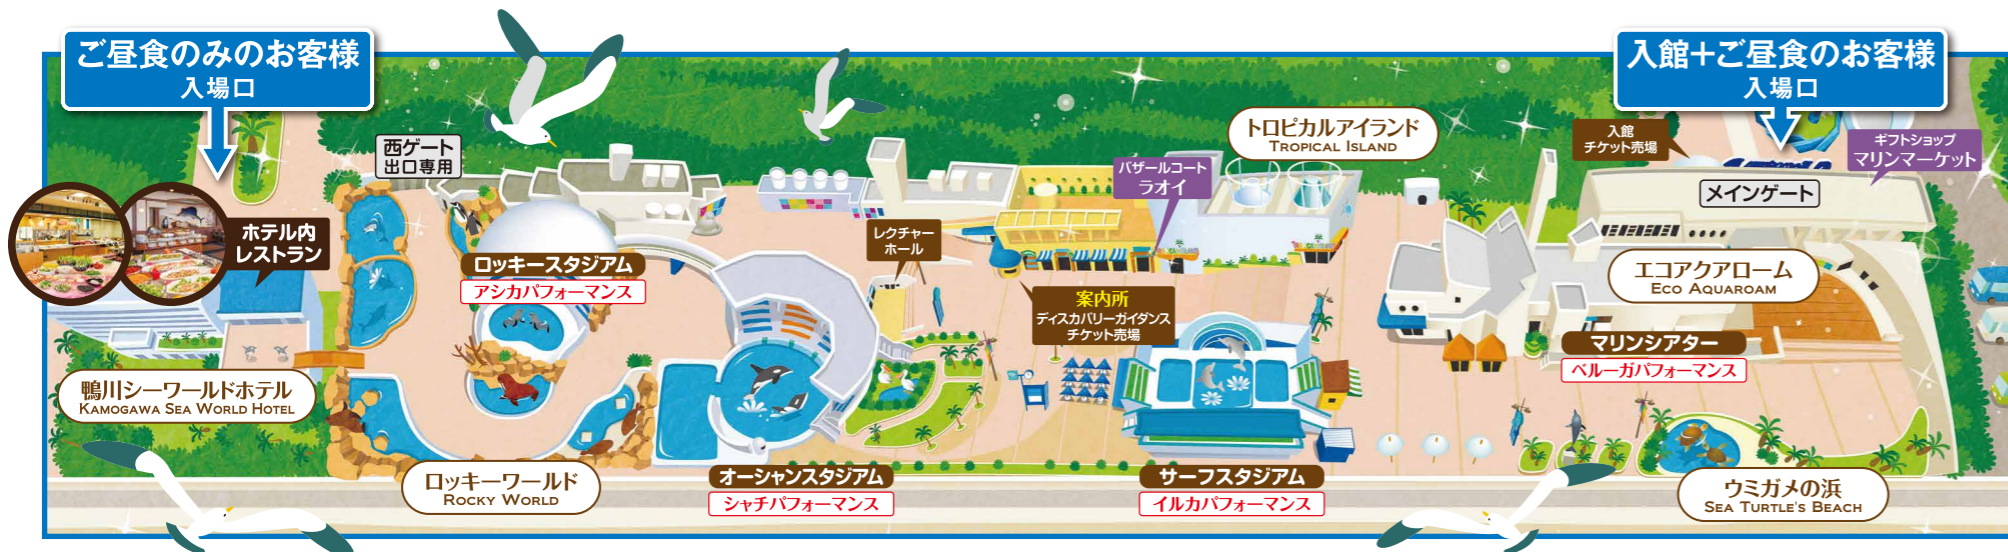 ご昼食のみのお客様
入場口
入館+ご昼食のお客様
入場口
西ゲート
出口専用
トロピカルアイランド
TROPICAL ISLAND
入館
チケット売場
ギフトショップ
マリンマーケット
バザールコート
ラオイ
メインゲート
ホテル内
レストラン
レクチャー
ホール
ロッキースタジアム
アシカパフォーマンス
エコアクアローム
ECO AQUAROAM
案内所
ディスカバリーガイダンス
チケット売場
マリンシアター
ベルーガパフォーマンス
鴨川シーワールドホテル
KAMOGAWA SEA WORLD HOTEL
ロッキーワールド
ROCKY WORLD
オーシャンスタジアム
シャチパフォーマンス
サーフスタジアム
イルカパフォーマンス
ウミガメの浜
SEA TURTLE'S BEACH